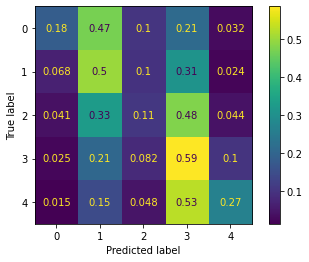 0 0.18 0.47 0.1 0.21 0.032
1 0.068 0.5 0.1 0.31 0.024
2 0.041 0.33 0.11 0.48 0.044
3 0.025 0.21 0.082 0.59 0.1
4 0.015 0.15 0.048 0.53 0.27
0 1 2 3 4
Predicted label
True label
0.5
0.4
0.3
0.2
0.1